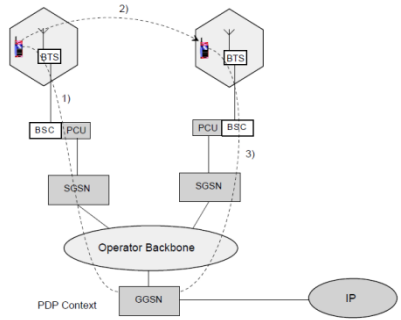 2)
BTS
BTS
1)
BSC
PCU
PCU
BSC
3)
SGSN
SGSN
Operator Backbone
PDP Context
GGSN
IP